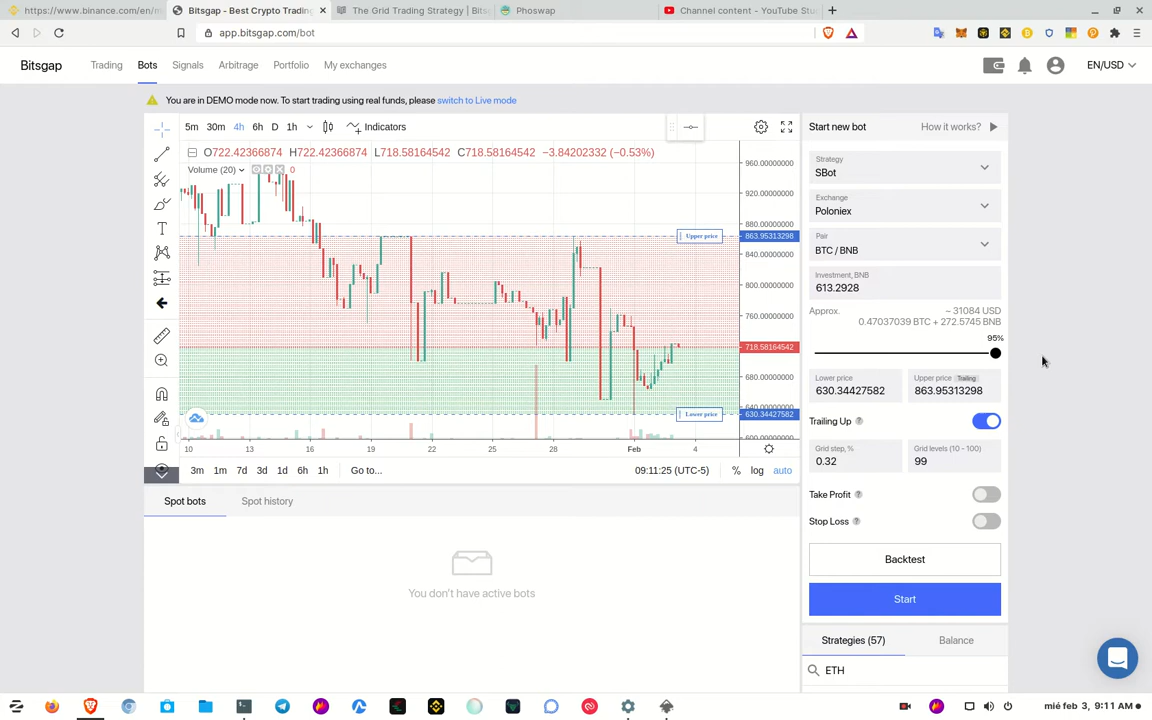 https://www.binance.com/en/m
Bitsgap - Best Crypto Trading
The Grid Trading Strategy | Bits
Phoswap
Channel content - YouTube Stu
app.bitsgap.com/bot
Bitsgap
Trading
Bots
Signals
Arbitrage
Portfolio
My exchanges
EN/USD
You are in DEMO mode now. To start trading using real funds, please switch to Live mode
5m 30m 4h 6h D 1h
Indicators
O722.42366874 H722.42366874 L718.58164542 C718.58164542 −3.84202332 (−0.53%)
Volume (20) 0
960.00000000
920.00000000
880.00000000
Upper price
863.95313298
840.00000000
800.00000000
760.00000000
718.58164542
680.00000000
640.00000000
Lower price
630.34427582
600.00000000
10 13 16 19 22 25 28 Feb 4
3m 1m 7d 3d 1d 6h 1h Go to...
09:11:25 (UTC-5) % log auto
Spot bots
Spot history
You don't have active bots
Start new bot
How it works?
Strategy
SBot
Exchange
Poloniex
Pair
BTC / BNB
Investment, BNB
613.2928
Approx.
~ 31084 USD
0.47037039 BTC + 272.5745 BNB
95%
Lower price
630.34427582
Upper price Trailing
863.95313298
Trailing Up
Grid step, %
0.32
Grid levels (10 - 100)
99
Take Profit
Stop Loss
Backtest
Start
Strategies (57)
Balance
ETH
mié feb 3, 9:11 AM